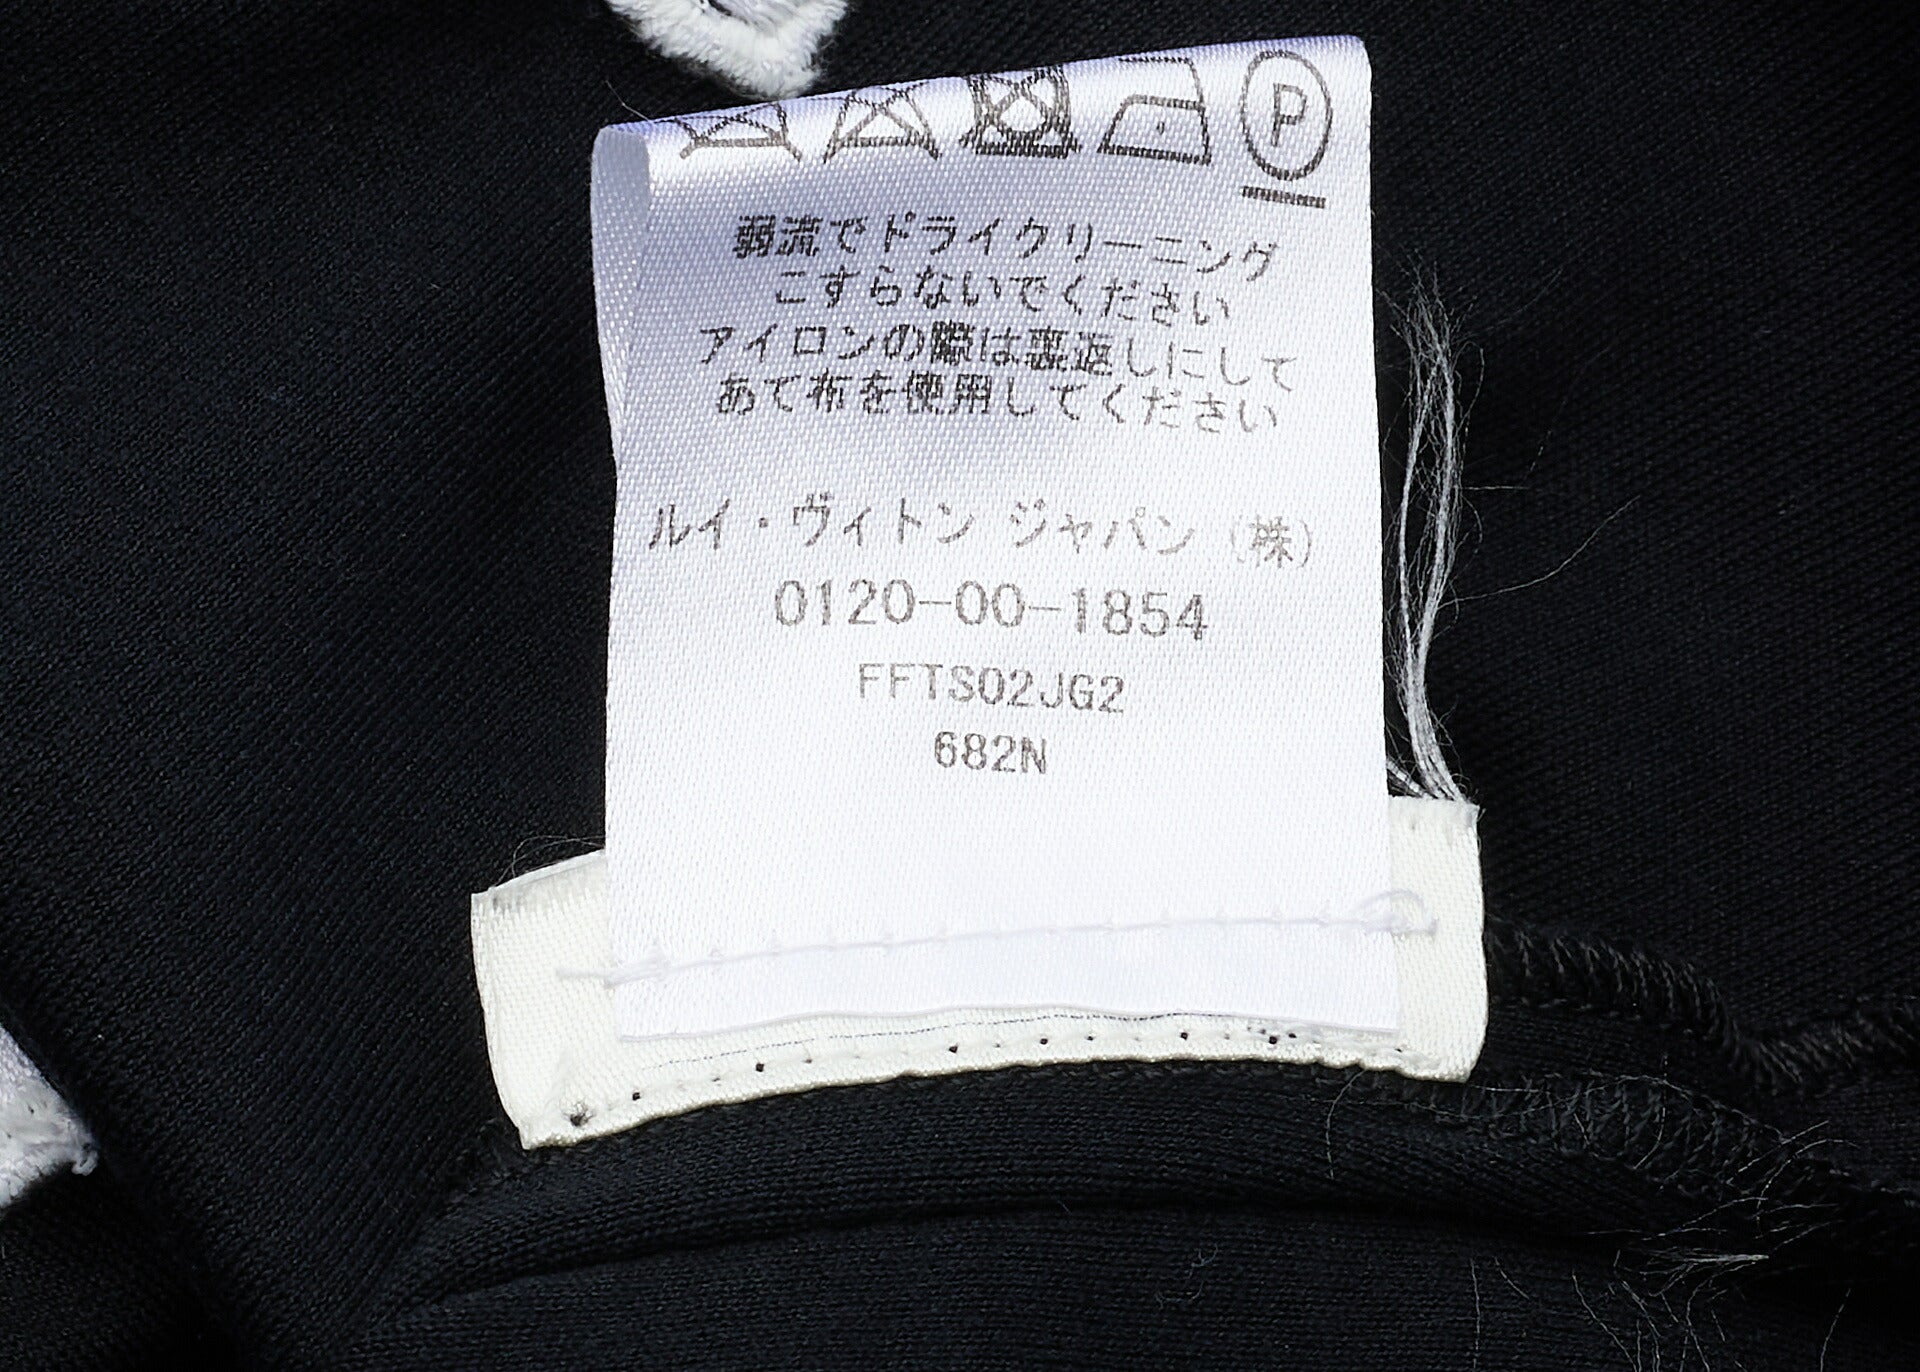 P
弱流でドライクリーニング
こすらないでください
アイロンの際は裏返しにして
あて布を使用してください
ルイ・ヴィトン ジャパン (株)
0120-00-1854
FFTS02JG2
682N